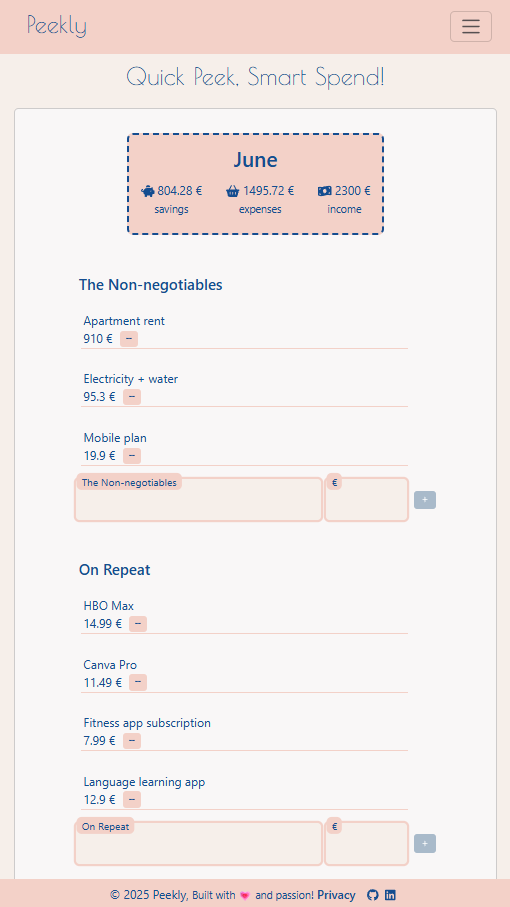 Peekly
Quick Peek, Smart Spend!
June
804.28 € 1495.72 € 2300 €
savings expenses income
The Non-negotiables
Apartment rent
910 € −
Electricity + water
95.3 € −
Mobile plan
19.9 € −
The Non-negotiables €
+
On Repeat
HBO Max
14.99 € −
Canva Pro
11.49 € −
Fitness app subscription
7.99 € −
Language learning app
12.9 € −
On Repeat €
+
© 2025 Peekly, Built with 💗 and passion! Privacy